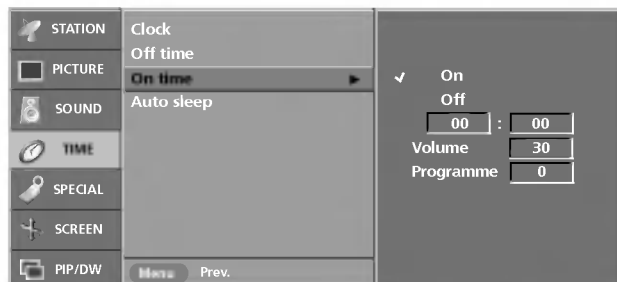 STATION
PICTURE
SOUND
TIME
SPECIAL
SCREEN
PIP/DW
Clock
Off time
On time
Auto sleep
Menu Prev.
On
Off
00 : 00
Volume 30
Programme 0